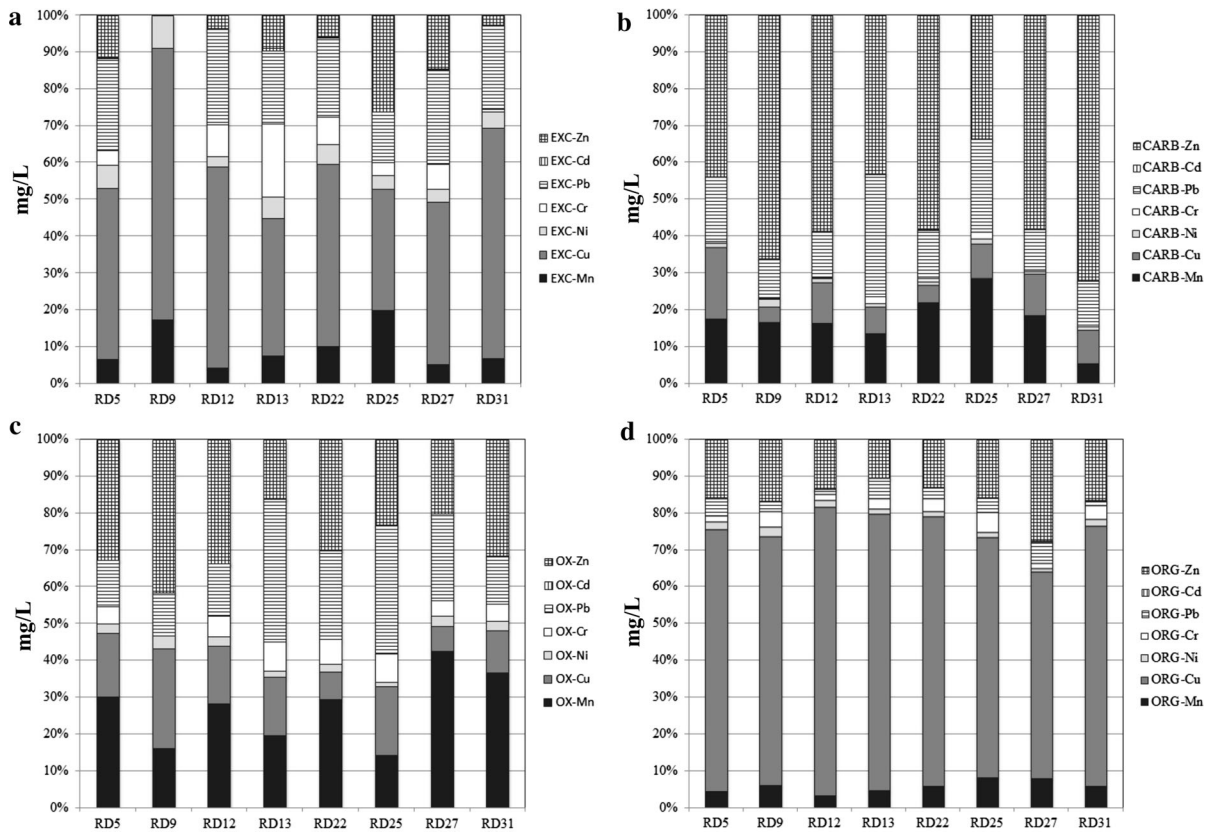 a
mg/L
100%
90%
80%
70%
60%
50%
40%
30%
20%
10%
0%
RD5 RD9 RD12 RD13 RD22 RD25 RD27 RD31
EXC-Zn
EXC-Cd
EXC-Pb
EXC-Cr
EXC-Ni
EXC-Cu
EXC-Mn
b
mg/L
100%
90%
80%
70%
60%
50%
40%
30%
20%
10%
0%
RD5 RD9 RD12 RD13 RD22 RD25 RD27 RD31
CARB-Zn
CARB-Cd
CARB-Pb
CARB-Cr
CARB-Ni
CARB-Cu
CARB-Mn
c
mg/L
100%
90%
80%
70%
60%
50%
40%
30%
20%
10%
0%
RD5 RD9 RD12 RD13 RD22 RD25 RD27 RD31
OX-Zn
OX-Cd
OX-Pb
OX-Cr
OX-Ni
OX-Cu
OX-Mn
d
mg/L
100%
90%
80%
70%
60%
50%
40%
30%
20%
10%
0%
RD5 RD9 RD12 RD13 RD22 RD25 RD27 RD31
ORG-Zn
ORG-Cd
ORG-Pb
ORG-Cr
ORG-Ni
ORG-Cu
ORG-Mn